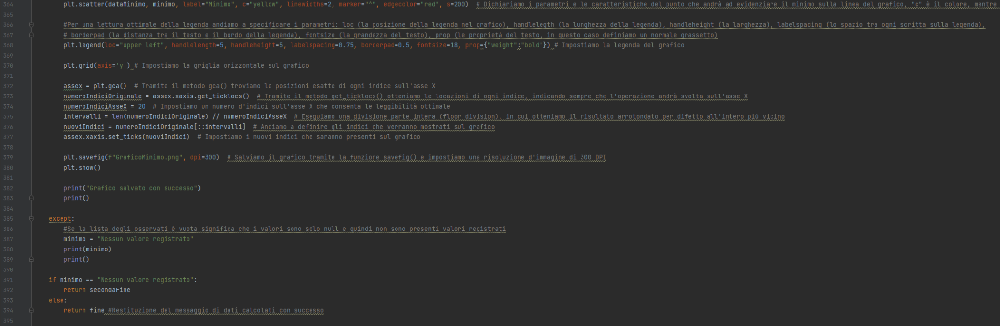 364 plt.scatter(dataMinimo, minimo, label="Minimo", c="yellow", linewidths=2, marker="^", edgecolor="red", s=200)  # Dichiariamo i parametri e le caratteristiche del punto che andrà ad evidenziare il minimo sulla linea del grafico, "c" è il colore, mentre
365
366 #Per una lettura ottimale della legenda andiamo a specificare i parametri: loc (la posizione della legenda nel grafico), handlelegth (la lunghezza della legenda), handleheight (la larghezza), labelspacing (lo spazio tra ogni scritta sulla legenda),
367 # borderpad (la distanza tra il testo e il bordo della legenda), fontsize (la grandezza del testo), prop (le proprietà del testo, in questo caso definiamo un normale grassetto)
368 plt.legend(loc="upper left", handlelength=5, handleheight=5, labelspacing=0.75, borderpad=0.5, fontsize=18, prop={"weight":"bold"}) # Impostiamo la legenda del grafico
369
370 plt.grid(axis='y') # Impostiamo la griglia orizzontale sul grafico
371
372 assex = plt.gca()  # Tramite il metodo gca() troviamo le posizioni esatte di ogni indice sull'asse X
373 numeroIndiciOriginale = assex.xaxis.get_ticklocs()  # Tramite il metodo get_ticklocs() otteniamo le locazioni di ogni indice, indicando sempre che l'operazione andrà svolta sull'asse X
374 numeroIndiciAsseX = 20  # Impostiamo un numero d'indici sull'asse X che consenta le leggibilità ottimale
375 intervalli = len(numeroIndiciOriginale) // numeroIndiciAsseX  # Eseguiamo una divisione parte intera (floor division), in cui otteniamo il risultato arrotondato per difetto all'intero più vicino
376 nuoviIndici = numeroIndiciOriginale[::intervalli]  # Andiamo a definire gli indici che verranno mostrati sul grafico
377 assex.xaxis.set_ticks(nuoviIndici)  # Impostiamo i nuovi indici che saranno presenti sul grafico
378
379 plt.savefig(f"GraficoMinimo.png", dpi=300)  # Salviamo il grafico tramite la funzione savefig() e impostiamo una risoluzione d'immagine di 300 DPI
380 plt.show()
381
382 print("Grafico salvato con successo")
383 print()
384
385 except:
386 #Se la lista degli osservati è vuota significa che i valori sono solo null e quindi non sono presenti valori registrati
387 minimo = "Nessun valore registrato"
388 print(minimo)
389 print()
390
391 if minimo == "Nessun valore registrato":
392 return secondaFine
393 else:
394 return fine #Restituzione del messaggio di dati calcolati con successo
395